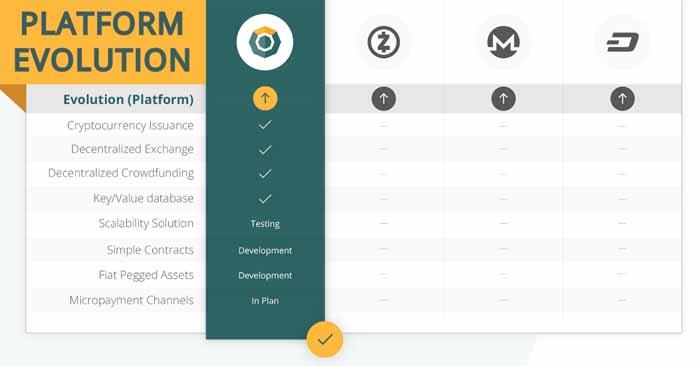 PLATFORM
EVOLUTION
Evolution (Platform)
Cryptocurrency Issuance
Decentralized Exchange
Decentralized Crowdfunding
Key/Value database
Scalability Solution Testing
Simple Contracts Development
Fiat Pegged Assets Development
Micropayment Channels In Plan